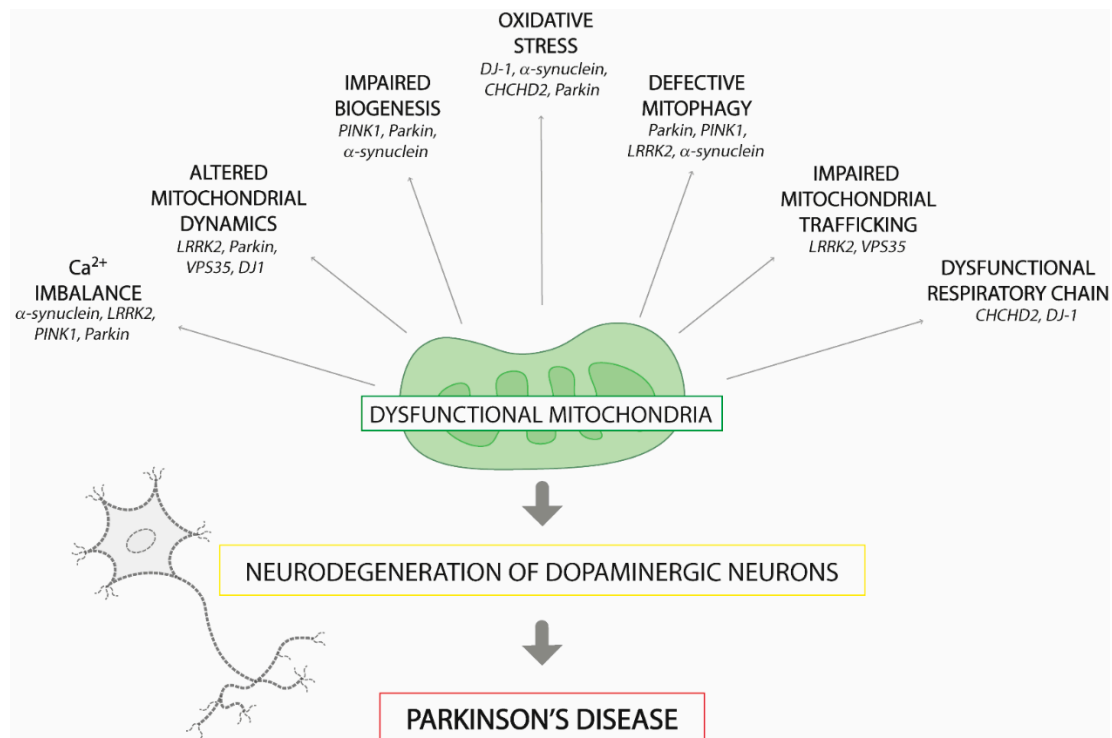 OXIDATIVE
STRESS
DJ-1, α-synuclein,
CHCHD2, Parkin
IMPAIRED
BIOGENESIS
PINK1, Parkin,
α-synuclein
DEFECTIVE
MITOPHAGY
Parkin, PINK1,
LRRK2, α-synuclein
ALTERED
MITOCHONDRIAL
DYNAMICS
LRRK2, Parkin,
VPS35, DJ1
IMPAIRED
MITOCHONDRIAL
TRAFFICKING
LRRK2, VPS35
Ca²⁺
IMBALANCE
α-synuclein, LRRK2,
PINK1, Parkin
DYSFUNCTIONAL
RESPIRATORY CHAIN
CHCHD2, DJ-1
DYSFUNCTIONAL MITOCHONDRIA
NEURODEGENERATION OF DOPAMINERGIC NEURONS
PARKINSON'S DISEASE